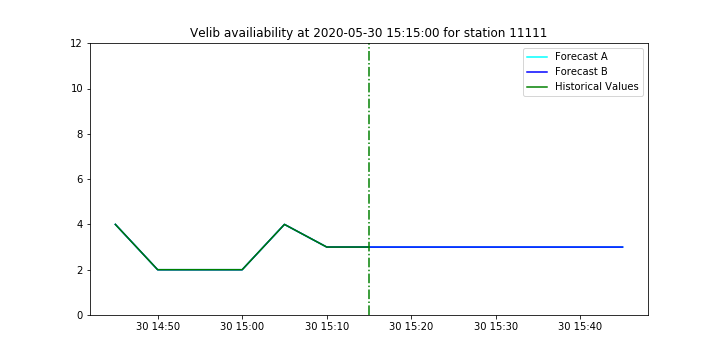 Velib availiability at 2020-05-30 15:15:00 for station 11111
12
10
8
6
4
2
0
Forecast A
Forecast B
Historical Values
30 14:50 30 15:00 30 15:10 30 15:20 30 15:30 30 15:40